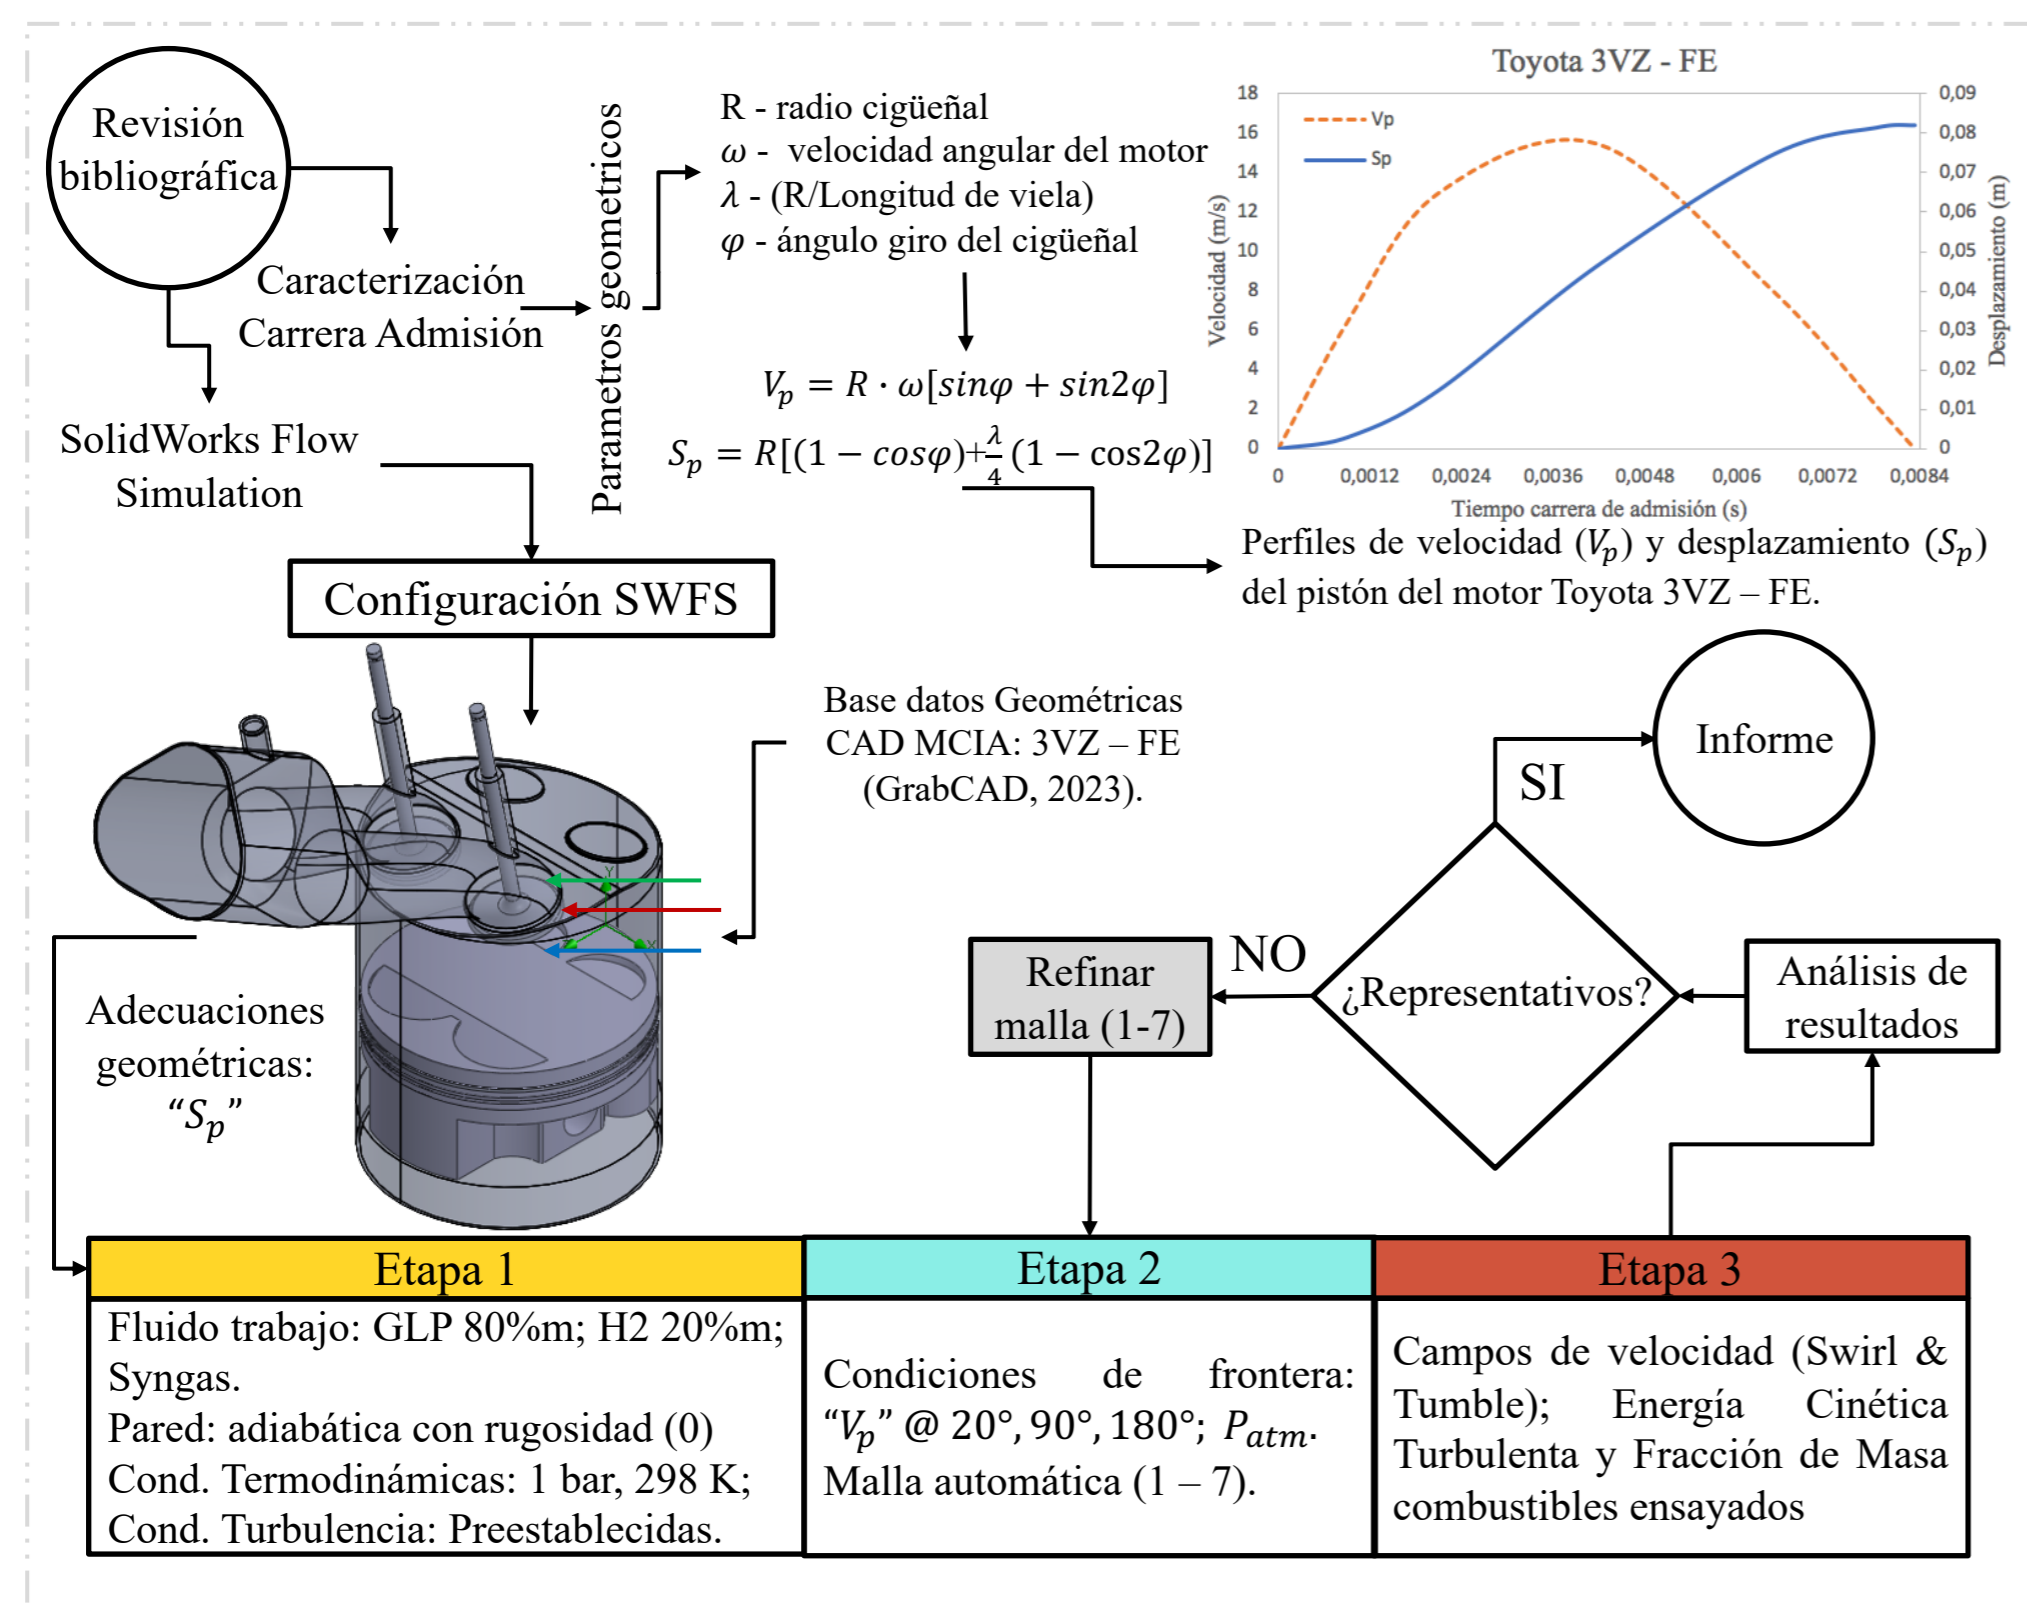 Revisión
bibliográfica
Caracterización
Carrera Admisión
SolidWorks Flow
Simulation
Parametros geometricos
R - radio cigüeñal
ω - velocidad angular del motor
λ - (R/Longitud de viela)
φ - ángulo giro del cigüeñal
V_p = R · ω[sinφ + sin2φ]
S_p = R[(1 − cosφ)+λ/4 (1 − cos2φ)]
Toyota 3VZ - FE
Vp
Sp
Velocidad (m/s)
18
16
14
12
10
8
6
4
2
0
0,09
0,08
0,07
0,06
0,05
0,04
0,03
0,02
0,01
0
Desplazamiento (m)
0 0,0012 0,0024 0,0036 0,0048 0,006 0,0072 0,0084
Tiempo carrera de admisión (s)
Perfiles de velocidad (V_p) y desplazamiento (S_p)
del pistón del motor Toyota 3VZ – FE.
Configuración SWFS
Base datos Geométricas
CAD MCIA: 3VZ – FE
(GrabCAD, 2023).
Y
X
Adecuaciones
geométricas:
“S_p”
Informe
SI
NO
¿Representativos?
Refinar
malla (1-7)
Análisis de
resultados
Etapa 1
Fluido trabajo: GLP 80%m; H2 20%m;
Syngas.
Pared: adiabática con rugosidad (0)
Cond. Termodinámicas: 1 bar, 298 K;
Cond. Turbulencia: Preestablecidas.
Etapa 2
Condiciones de frontera:
“V_p” @ 20°, 90°, 180°; P_atm.
Malla automática (1 – 7).
Etapa 3
Campos de velocidad (Swirl &
Tumble); Energía Cinética
Turbulenta y Fracción de Masa
combustibles ensayados